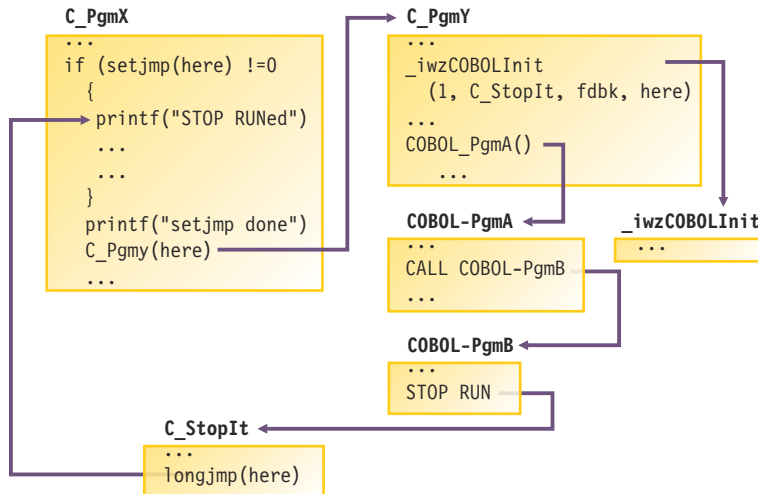 C_PgmX
...
if (setjmp(here) !=0
{
printf("STOP RUNed")
...
...
}
printf("setjmp done")
C_Pgmy(here)
...
C_PgmY
...
_iwzCOBOLInit
(1, C_StopIt, fdbk, here)
...
COBOL_PgmA()
...
_iwzCOBOLInit
...
COBOL-PgmA
...
CALL COBOL-PgmB
...
COBOL-PgmB
...
STOP RUN
C_StopIt
...
longjmp(here)